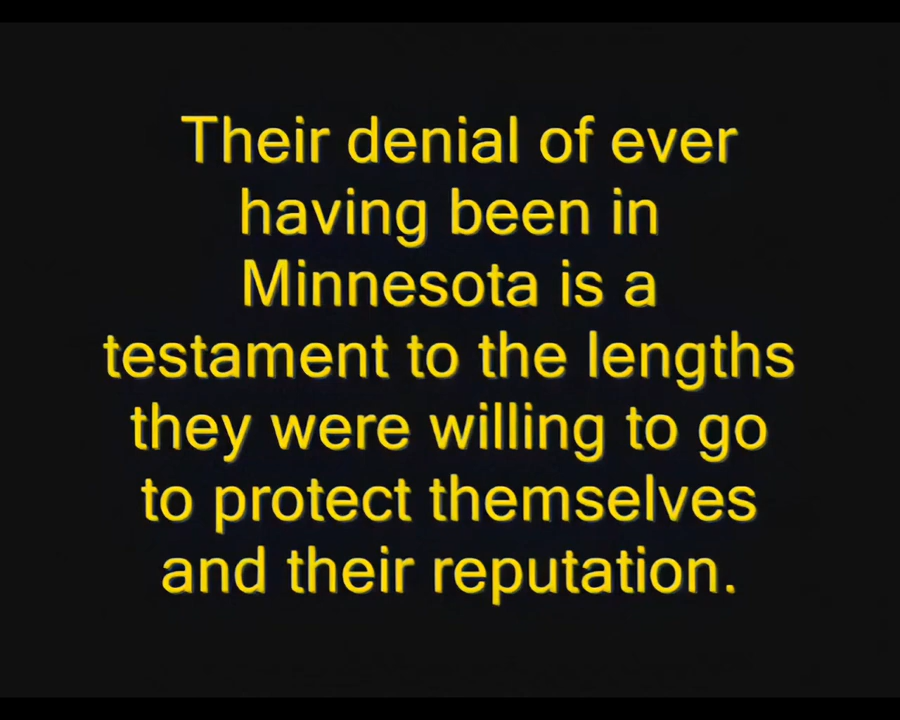 Their denial of ever
having been in
Minnesota is a
testament to the lengths
they were willing to go
to protect themselves
and their reputation.